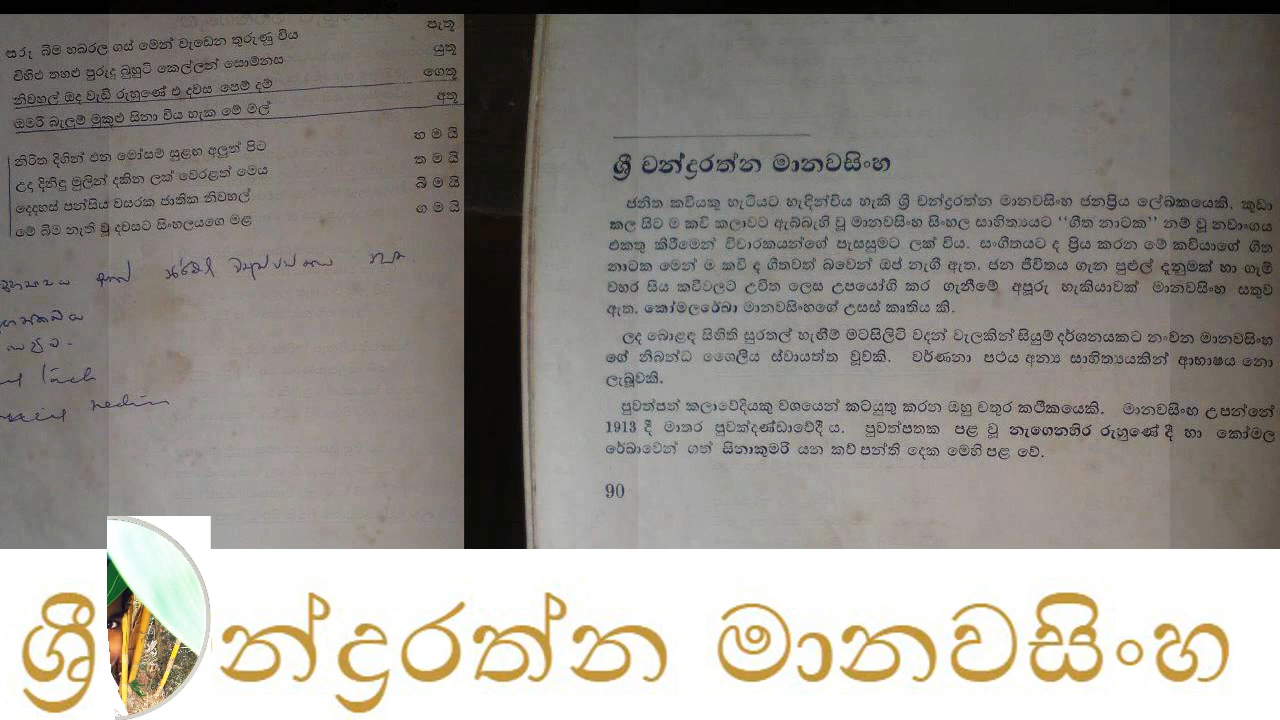 සරු බිම හබරල ගස් මෙන් වැඩෙන තුරුණු විය පැතූ
විහිළු තහළු පුරුදු බුහුටි කෙල්ලන් සොම්නස යුතූ
නිවහල් ඔද වැඩි රුහුණේ එ දවස පෙම් දම් ගෙතූ
ඔමරි බැලුම් මුකුළු සිනා විය හැක මේ මල් අතූ
නිරිත දිගින් එන මෝසම් සුළඟ අලුත් පිට හ ම යි
උදා දිනිඳු මුලින් දකින ලක් වෙරළත් මෙය ත ම යි
දෙදහස් පන්සිය වසරක ජාතික නිවහල් බි ම යි
මේ බිම නැති වූ දවසට සිංහලයගෙ මළ ග ම යි
ශ්‍රී චන්ද්‍රරත්න මානවසිංහ
ජනිත කවියකු හැටියට හැඳින්විය හැකි ශ්‍රී චන්ද්‍රරත්න මානවසිංහ ජනප්‍රිය ලේඛකයෙකි. කුඩා
කල සිට ම කවි කලාවට ඇබ්බැහි වූ මානවසිංහ සිංහල සාහිත්‍යයට ‘‘ගීත නාටක’’ නම් වූ නවාංගය
එකතු කිරීමෙන් විචාරකයන්ගේ පැසසුමට ලක් විය. සංගීතයට ද ප්‍රිය කරන මේ කවියාගේ ගීත
නාටක මෙන් ම කවි ද ගීතවත් බවෙන් ඔප් නැගී ඇත. ජන ජීවිතය ගැන පුළුල් දැනුමක් හා ගැමි
වහර සිය කවිවලට උචිත ලෙස උපයෝගි කර ගැනීමේ අපූරු හැකියාවක් මානවසිංහ සතුව
ඇත. කෝමලරේඛා මානවසිංහගේ උසස් කෘතිය කි.
ලද බොළඳ සිහිති සුරතල් හැඟීම් මටසිලිටි වදන් වැලකින් සියුම් දර්ශනයකට නංවන මානවසිංහ
ගේ නිබන්ධ ශෛලීය ස්වායත්ත වූවකි. වර්ණනා පථය අන්‍ය සාහිත්‍යයකින් ආභාෂය නො
ලැබූවකි.
පුවත්පත් කලාවේදියකු වශයෙන් කටයුතු කරන ඔහු චතුර කථිකයෙකි. මානවසිංහ උපන්නේ
1913 දී මාතර පුවක්දණ්ඩාවේදී ය. පුවත්පතක පළ වූ නැගෙනහිර රුහුණේ දී හා කෝමල
රේඛාවෙන් ගත් සිනාකුමරී යන කව් පන්ති දෙක මෙහි පළ වේ.
90
ශ්‍රී න්ද්‍රරත්න මානවසිංහ